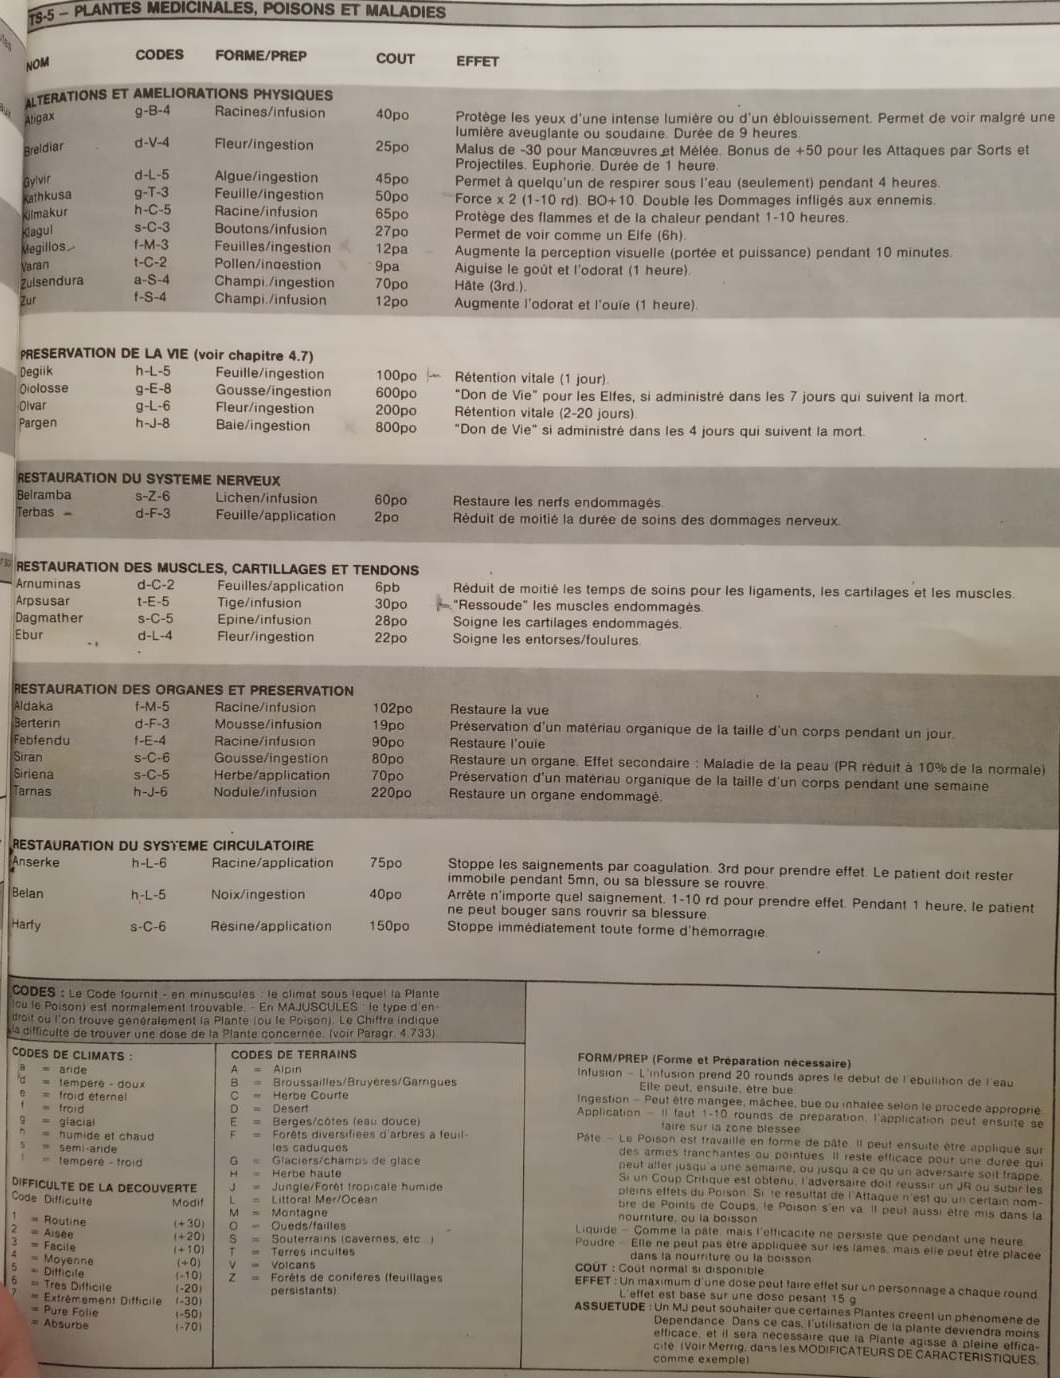 TS-5 – PLANTES MEDICINALES, POISONS ET MALADIES
NOM CODES FORME/PREP COUT EFFET
ALTERATIONS ET AMELIORATIONS PHYSIQUES
Atigax g-B-4 Racines/infusion 40po Protège les yeux d'une intense lumière ou d'un éblouissement. Permet de voir malgré une
lumière aveuglante ou soudaine. Durée de 9 heures.
Breldiar d-V-4 Fleur/ingestion 25po Malus de -30 pour Manœuvres et Mêlée. Bonus de +50 pour les Attaques par Sorts et
Projectiles. Euphorie. Durée de 1 heure.
Gylvir d-L-5 Algue/ingestion 45po Permet à quelqu'un de respirer sous l'eau (seulement) pendant 4 heures.
Kathkusa g-T-3 Feuille/ingestion 50po Force x 2 (1-10 rd). BO+10. Double les Dommages infligés aux ennemis.
Kilmakur h-C-5 Racine/infusion 65po Protège des flammes et de la chaleur pendant 1-10 heures.
Klagul s-C-3 Boutons/infusion 27po Permet de voir comme un Elfe (6h).
Megillos f-M-3 Feuilles/ingestion 12pa Augmente la perception visuelle (portée et puissance) pendant 10 minutes.
Varan t-C-2 Pollen/ingestion 9pa Aiguise le goût et l'odorat (1 heure).
Zulsendura a-S-4 Champi./ingestion 70po Hâte (3rd.).
Zur f-S-4 Champi./infusion 12po Augmente l'odorat et l'ouïe (1 heure).
PRESERVATION DE LA VIE (voir chapitre 4.7)
Degiik h-L-5 Feuille/ingestion 100po Rétention vitale (1 jour).
Oiolosse g-E-8 Gousse/ingestion 600po "Don de Vie" pour les Elfes, si administré dans les 7 jours qui suivent la mort.
Olvar g-L-6 Fleur/ingestion 200po Rétention vitale (2-20 jours).
Pargen h-J-8 Baie/ingestion 800po "Don de Vie" si administré dans les 4 jours qui suivent la mort.
RESTAURATION DU SYSTEME NERVEUX
Belramba s-Z-6 Lichen/infusion 60po Restaure les nerfs endommagés.
Terbas d-F-3 Feuille/application 2po Réduit de moitié la durée de soins des dommages nerveux.
RESTAURATION DES MUSCLES, CARTILLAGES ET TENDONS
Arnuminas d-C-2 Feuilles/application 6pb Réduit de moitié les temps de soins pour les ligaments, les cartilages et les muscles.
Arpsusar t-E-5 Tige/infusion 30po "Ressoude" les muscles endommagés.
Dagmather s-C-5 Epine/infusion 28po Soigne les cartilages endommagés.
Ebur d-L-4 Fleur/ingestion 22po Soigne les entorses/foulures.
RESTAURATION DES ORGANES ET PRESERVATION
Aldaka f-M-5 Racine/infusion 102po Restaure la vue
Berterin d-F-3 Mousse/infusion 19po Préservation d'un matériau organique de la taille d'un corps pendant un jour.
Febfendu f-E-4 Racine/infusion 90po Restaure l'ouïe
Siran s-C-6 Gousse/ingestion 80po Restaure un organe. Effet secondaire : Maladie de la peau (PR réduit à 10% de la normale)
Siriena s-C-5 Herbe/application 70po Préservation d'un matériau organique de la taille d'un corps pendant une semaine
Tarnas h-J-6 Nodule/infusion 220po Restaure un organe endommagé.
RESTAURATION DU SYSTEME CIRCULATOIRE
Anserke h-L-6 Racine/application 75po Stoppe les saignements par coagulation. 3rd pour prendre effet. Le patient doit rester
immobile pendant 5mn, ou sa blessure se rouvre.
Belan h-L-5 Noix/ingestion 40po Arrête n'importe quel saignement. 1-10 rd pour prendre effet. Pendant 1 heure, le patient
ne peut bouger sans rouvrir sa blessure.
Harfy s-C-6 Résine/application 150po Stoppe immédiatement toute forme d'hémorragie.
CODES : Le Code fournit - en minuscules : le climat sous lequel la Plante
(ou le Poison) est normalement trouvable. - En MAJUSCULES : le type d'en-
droit ou l'on trouve généralement la Plante (ou le Poison). Le Chiffre indique
la difficulté de trouver une dose de la Plante concernée. (voir Paragr. 4.733).
CODES DE CLIMATS :
a = aride
d = tempéré - doux
e = froid éternel
f = froid
g = glacial
h = humide et chaud
s = semi-aride
t = tempéré - froid
DIFFICULTE DE LA DECOUVERTE
Code Difficulté Modif
1 = Routine (+30)
2 = Aisée (+20)
3 = Facile (+10)
4 = Moyenne (+0)
5 = Difficile (-10)
6 = Très Difficile (-20)
7 = Extrêmement Difficile (-30)
= Pure Folie (-50)
= Absurbe (-70)
CODES DE TERRAINS
A = Alpin
B = Broussailles/Bruyères/Garrigues
C = Herbe Courte
D = Désert
E = Berges/côtes (eau douce)
F = Forêts diversifiées d'arbres a feuil-
les caduques
G = Glaciers/champs de glace
H = Herbe haute
J = Jungle/Forêt tropicale humide
L = Littoral Mer/Océan
M = Montagne
O = Oueds/failles
S = Souterrains (cavernes, etc...)
T = Terres incultes
V = Volcans
Z = Forêts de conifères (feuillages
persistants).
FORM/PREP (Forme et Préparation nécessaire)
Infusion – L'infusion prend 20 rounds après le début de l'ébullition de l'eau
Elle peut, ensuite, être bue.
Ingestion – Peut être mangée, mâchée, bue ou inhalée selon le procédé approprié.
Application – Il faut 1-10 rounds de préparation, l'application peut ensuite se
faire sur la zone blessée
Pâte – Le Poison est travaillé en forme de pâte. Il peut ensuite être appliqué sur
des armes tranchantes ou pointues. Il reste efficace pour une durée qui
peut aller jusqu'à une semaine, ou jusqu'à ce qu'un adversaire soit frappé.
Si un Coup Critique est obtenu, l'adversaire doit réussir un JR ou subir les
pleins effets du Poison. Si le résultat de l'Attaque n'est qu'un certain nom-
bre de Points de Coups, le Poison s'en va. Il peut aussi être mis dans la
nourriture, ou la boisson.
Liquide – Comme la pâte, mais l'efficacité ne persiste que pendant une heure.
Poudre – Elle ne peut pas être appliquée sur les lames, mais elle peut être placée
dans la nourriture ou la boisson.
COÛT : Coût normal si disponible.
EFFET : Un maximum d'une dose peut faire effet sur un personnage à chaque round.
L'effet est basé sur une dose pesant 15 g
ASSUETUDE : Un MJ peut souhaiter que certaines Plantes créent un phénomène de
Dépendance. Dans ce cas, l'utilisation de la plante deviendra moins
efficace, et il sera nécessaire que la Plante agisse à pleine effica-
cité (Voir Merrig, dans les MODIFICATEURS DE CARACTERISTIQUES,
comme exemple)